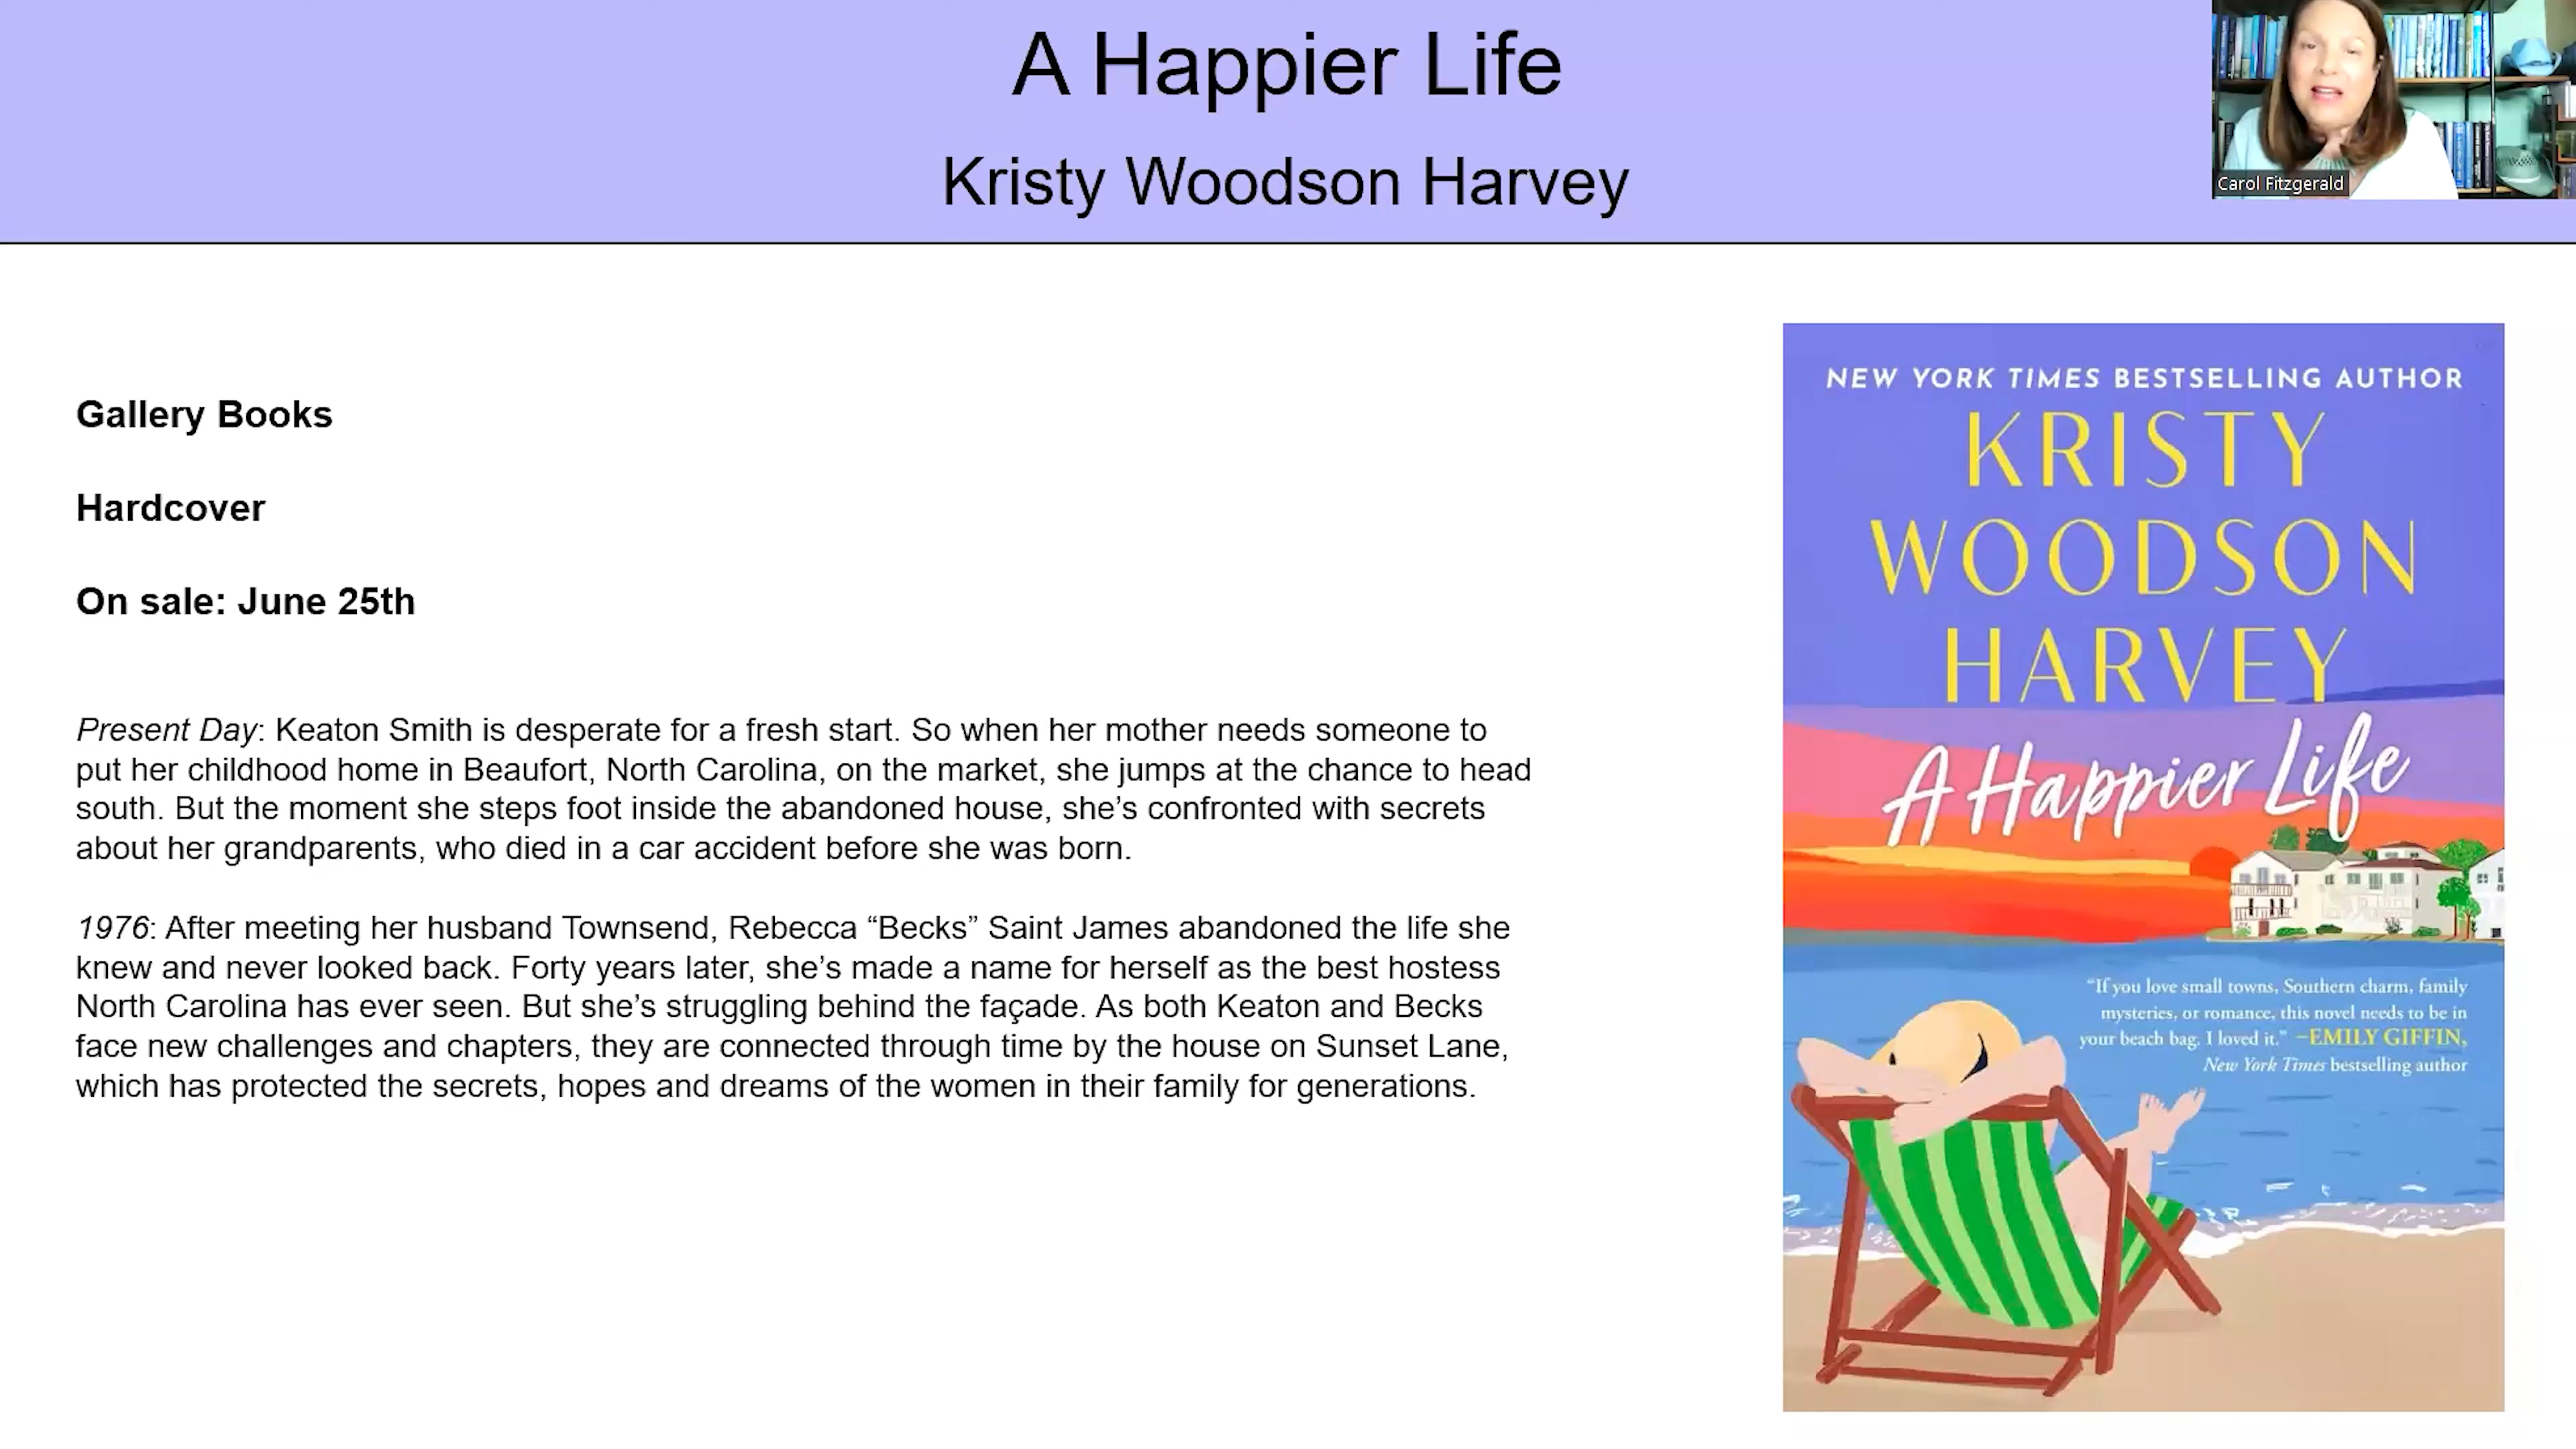 A Happier Life
Kristy Woodson Harvey
Carol Fitzgerald
Gallery Books
Hardcover
On sale: June 25th
Present Day: Keaton Smith is desperate for a fresh start. So when her mother needs someone to
put her childhood home in Beaufort, North Carolina, on the market, she jumps at the chance to head
south. But the moment she steps foot inside the abandoned house, she’s confronted with secrets
about her grandparents, who died in a car accident before she was born.
1976: After meeting her husband Townsend, Rebecca “Becks” Saint James abandoned the life she
knew and never looked back. Forty years later, she’s made a name for herself as the best hostess
North Carolina has ever seen. But she’s struggling behind the façade. As both Keaton and Becks
face new challenges and chapters, they are connected through time by the house on Sunset Lane,
which has protected the secrets, hopes and dreams of the women in their family for generations.
NEW YORK TIMES BESTSELLING AUTHOR
KRISTY
WOODSON
HARVEY
A Happier Life
“If you love small towns, Southern charm, family
mysteries, or romance, this novel needs to be in
your beach bag. I loved it.” —EMILY GIFFIN,
New York Times bestselling author